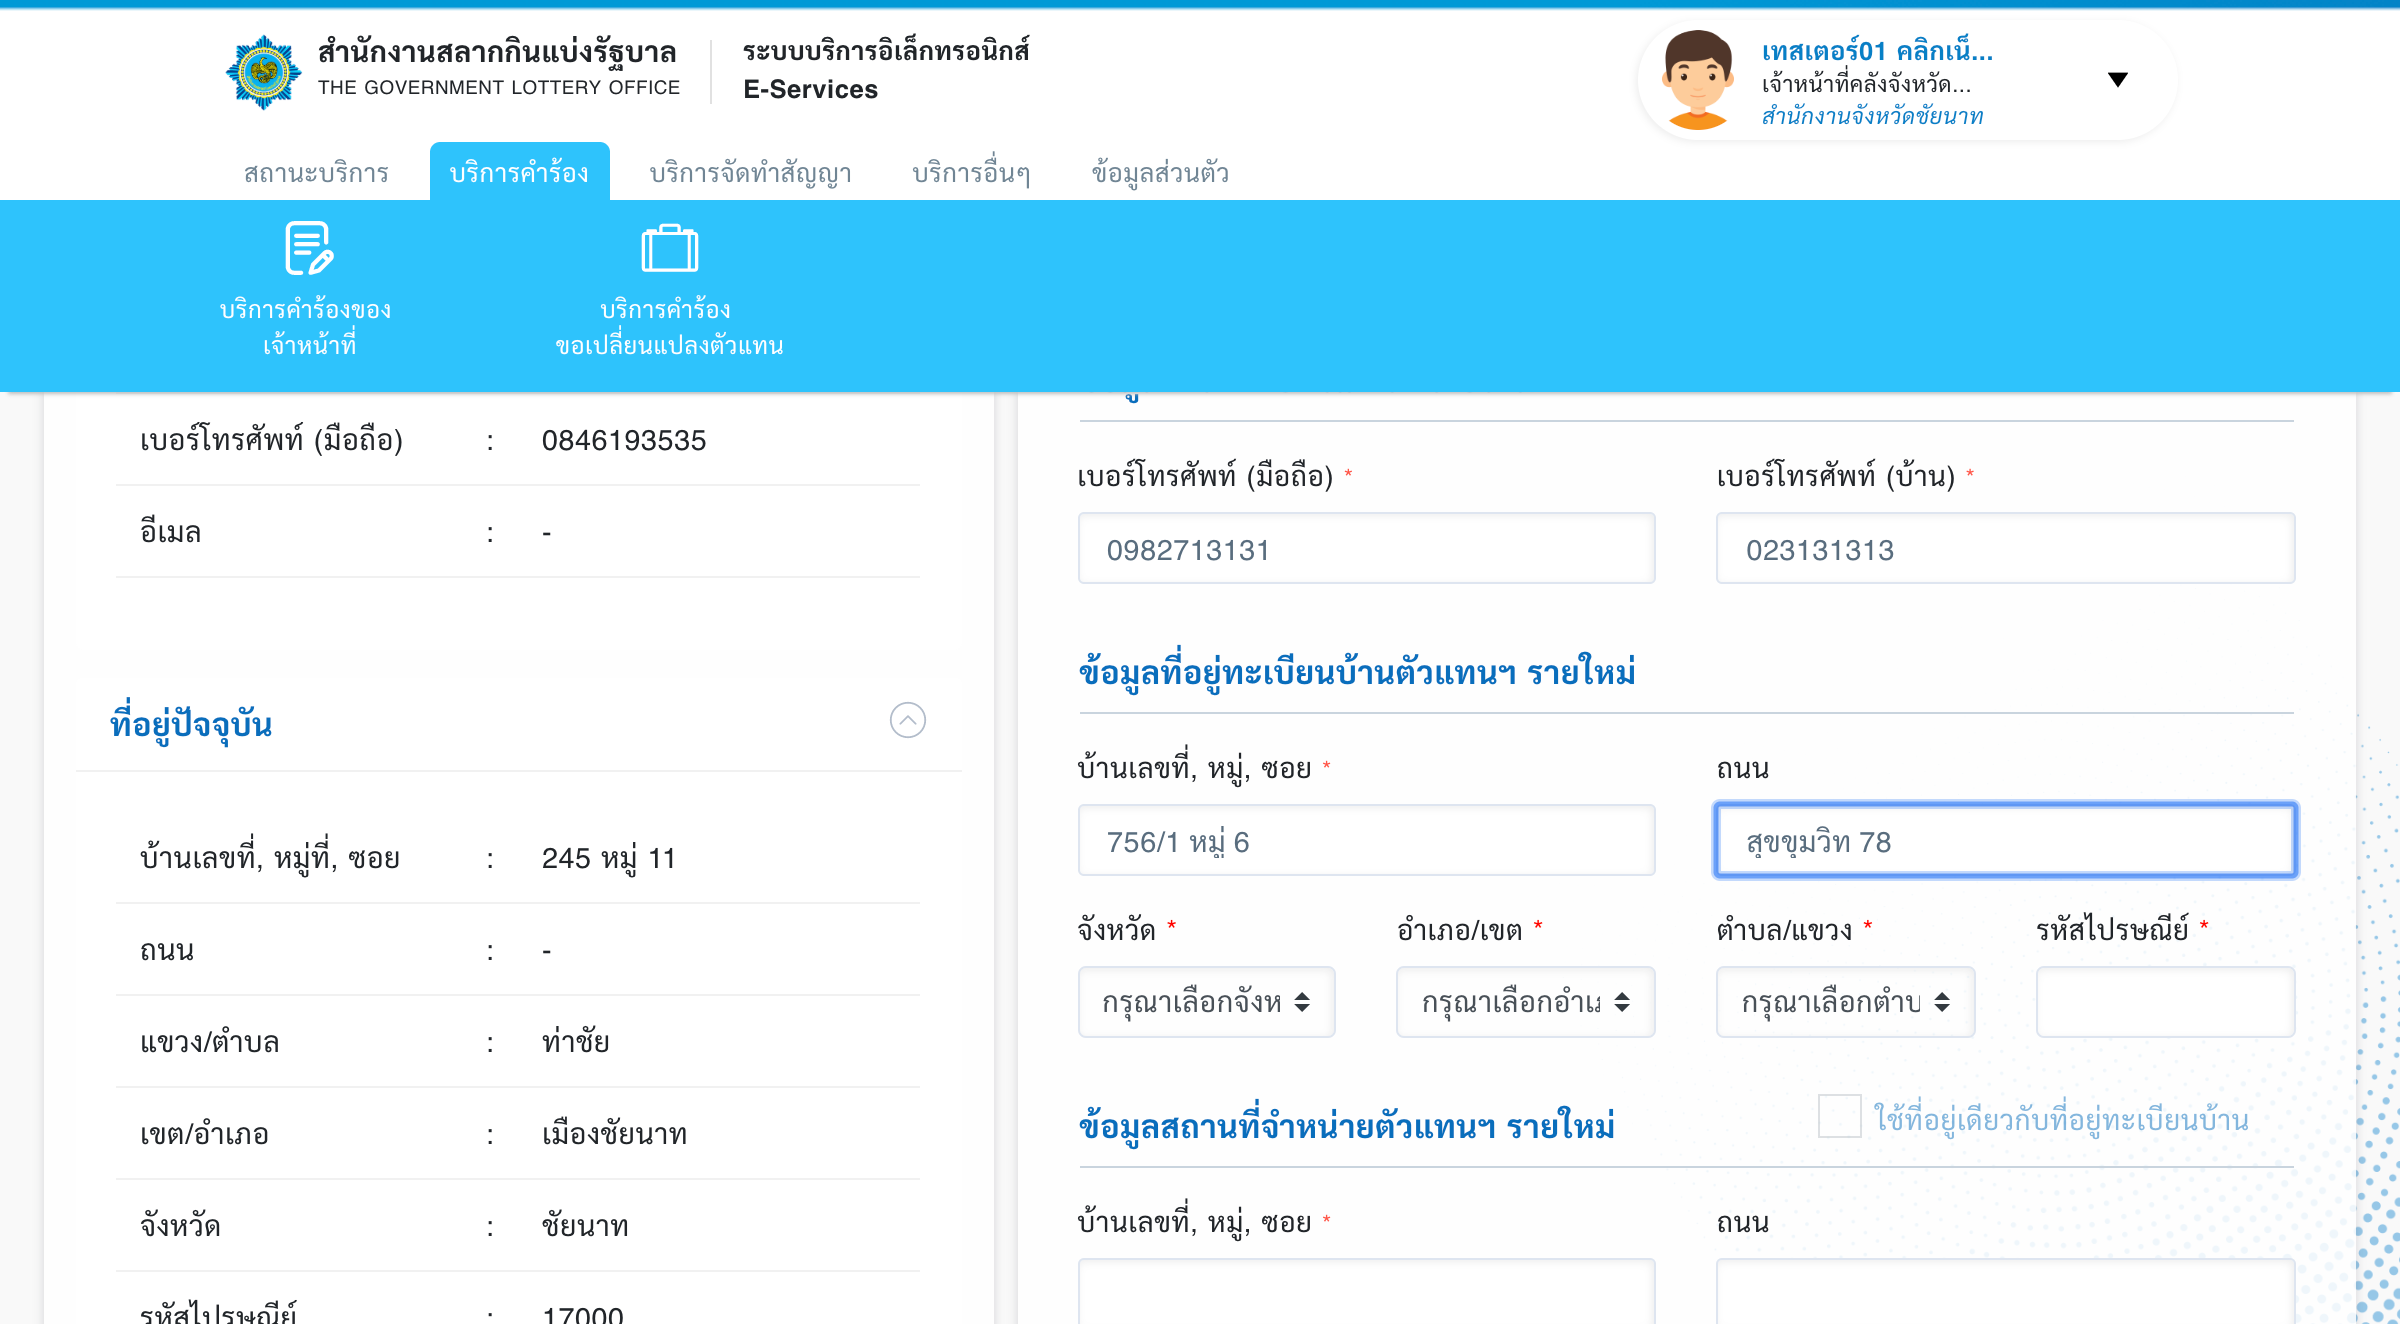 สำนักงานสลากกินแบ่งรัฐบาล
THE GOVERNMENT LOTTERY OFFICE
ระบบบริการอิเล็กทรอนิกส์
E-Services
เทสเตอร์01 คลิกเน็...
เจ้าหน้าที่คลังจังหวัด...
สำนักงานจังหวัดชัยนาท
สถานะบริการ
บริการคำร้อง
บริการจัดทำสัญญา
บริการอื่นๆ
ข้อมูลส่วนตัว
บริการคำร้องของ
เจ้าหน้าที่
บริการคำร้อง
ขอเปลี่ยนแปลงตัวแทน
เบอร์โทรศัพท์ (มือถือ) : 0846193535
อีเมล : -
ที่อยู่ปัจจุบัน
บ้านเลขที่, หมู่ที่, ซอย : 245 หมู่ 11
ถนน : -
แขวง/ตำบล : ท่าชัย
เขต/อำเภอ : เมืองชัยนาท
จังหวัด : ชัยนาท
รหัสไปรษณีย์ : 17000
เบอร์โทรศัพท์ (มือถือ) *
0982713131
เบอร์โทรศัพท์ (บ้าน) *
023131313
ข้อมูลที่อยู่ทะเบียนบ้านตัวแทนฯ รายใหม่
บ้านเลขที่, หมู่, ซอย *
756/1 หมู่ 6
ถนน
สุขขุมวิท 78
จังหวัด *
กรุณาเลือกจังห
อำเภอ/เขต *
กรุณาเลือกอำเภ
ตำบล/แขวง *
กรุณาเลือกตำบ
รหัสไปรษณีย์ *
ข้อมูลสถานที่จำหน่ายตัวแทนฯ รายใหม่
ใช้ที่อยู่เดียวกับที่อยู่ทะเบียนบ้าน
บ้านเลขที่, หมู่, ซอย *
ถนน